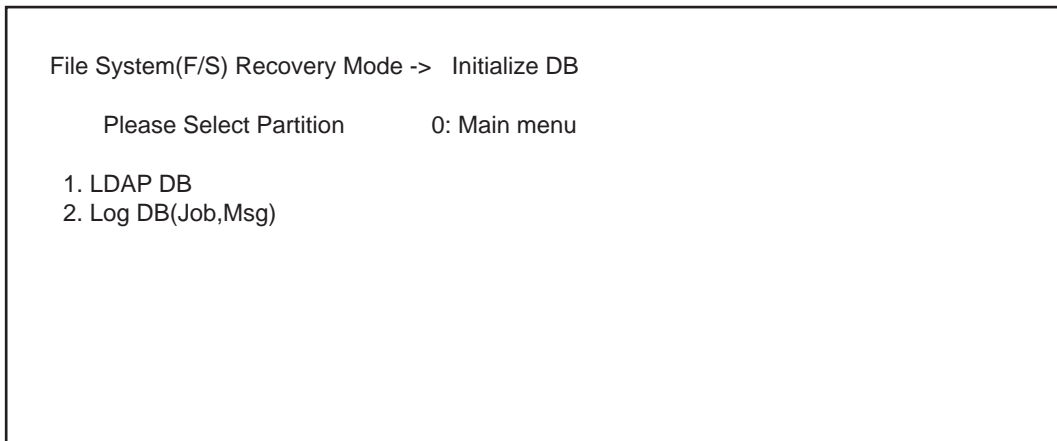 File System(F/S) Recovery Mode -> Initialize DB
Please Select Partition 0: Main menu
1. LDAP DB
2. Log DB(Job,Msg)